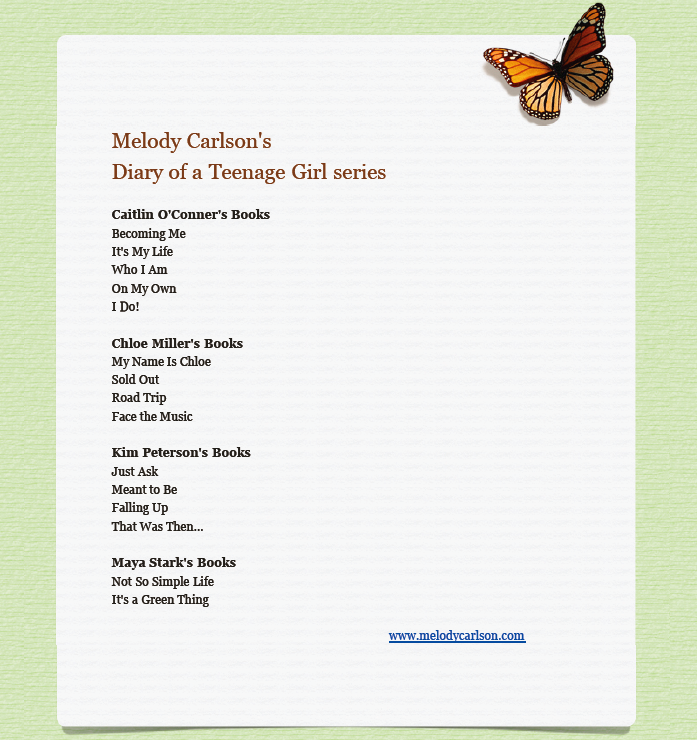 Melody Carlson's
Diary of a Teenage Girl series
Caitlin O'Conner's Books
Becoming Me
It's My Life
Who I Am
On My Own
I Do!
Chloe Miller's Books
My Name Is Chloe
Sold Out
Road Trip
Face the Music
Kim Peterson's Books
Just Ask
Meant to Be
Falling Up
That Was Then...
Maya Stark's Books
Not So Simple Life
It's a Green Thing
www.melodycarlson.com